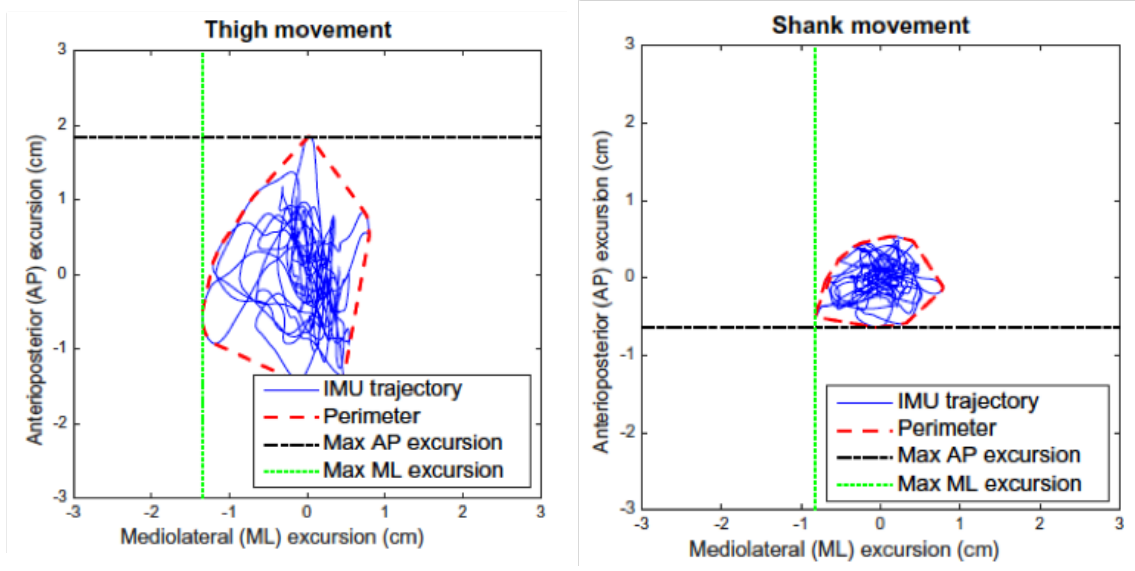 Thigh movement
3
2
1
0
-1
-2
-3
-3
-2
-1
0
1
2
3
Anterioposterior (AP) excursion (cm)
Mediolateral (ML) excursion (cm)
IMU trajectory
Perimeter
Max AP excursion
Max ML excursion
Shank movement
3
2
1
0
-1
-2
-3
-3
-2
-1
0
1
2
3
Anterioposterior (AP) excursion (cm)
Mediolateral (ML) excursion (cm)
IMU trajectory
Perimeter
Max AP excursion
Max ML excursion